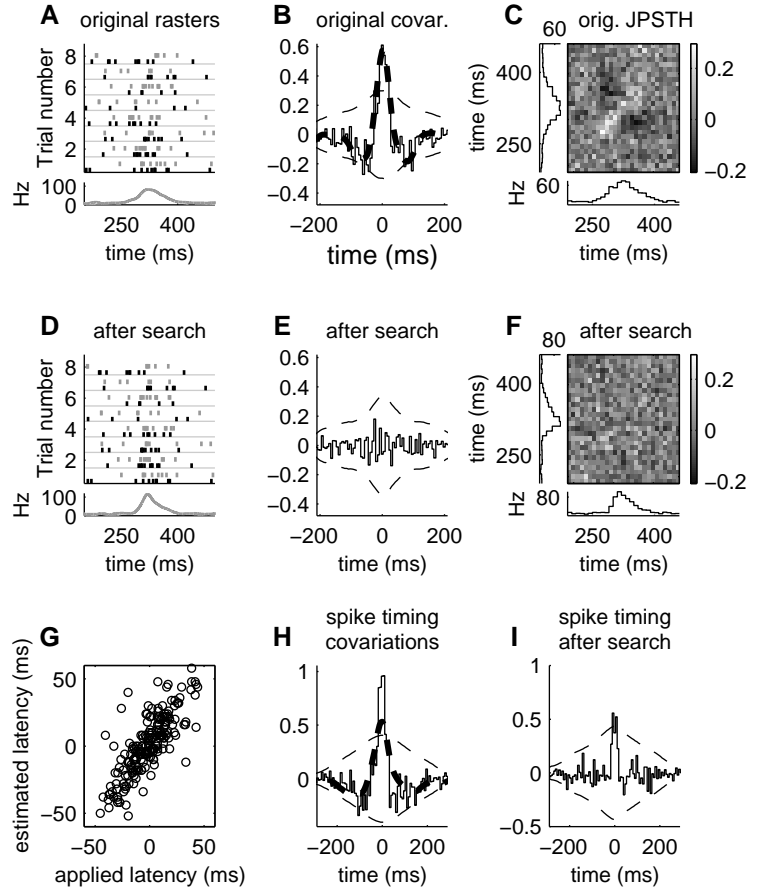 A original rasters
Trial number
8
6
4
2
Hz
100
0
250 400
time (ms)
B original covar.
0.6
0.4
0.2
0
−0.2
−0.4
−200 0 200
time (ms)
C orig. JPSTH
60
time (ms)
400
250
Hz
60
250 400
time (ms)
0.2
0
−0.2
D after search
Trial number
8
6
4
2
Hz
100
0
250 400
time (ms)
E after search
0.6
0.4
0.2
0
−0.2
−0.4
−200 0 200
time (ms)
F after search
80
time (ms)
400
250
Hz
80
250 400
time (ms)
0.2
0
−0.2
G
estimated latency (ms)
50
0
−50
−50 0 50
applied latency (ms)
H spike timing
covariations
1
0.5
0
−200 0 200
time (ms)
I spike timing
after search
1
0.5
0
−0.5
−200 0 200
time (ms)